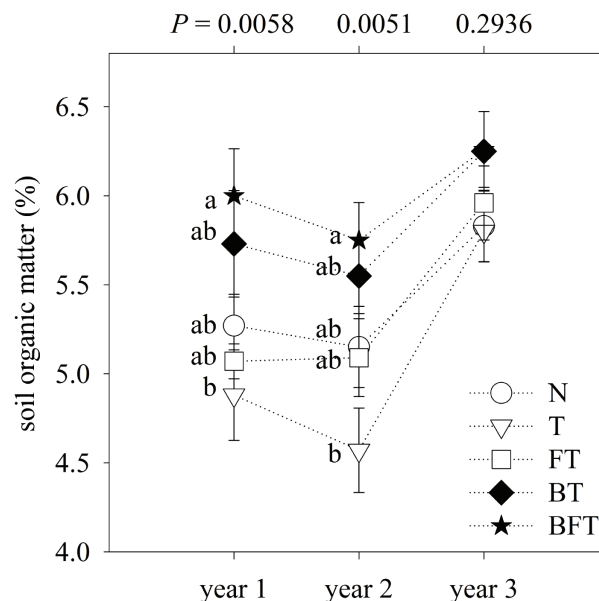 P = 0.0058 0.0051 0.2936
6.5
6.0
5.5
5.0
4.5
4.0
soil organic matter (%)
a
ab
ab
ab
b
a
ab
ab
ab
b
N
T
FT
BT
BFT
year 1 year 2 year 3